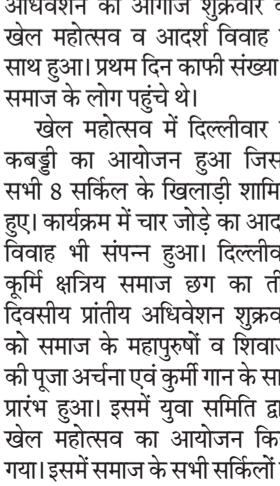 अधिवेशन का आगाज शुक्रवार
खेल महोत्सव व आदर्श विवाह
साथ हुआ। प्रथम दिन काफी संख्या
समाज के लोग पहुंचे थे।
खेल महोत्सव में दिल्लीवार
कबड्डी का आयोजन हुआ जिस
सभी 8 सर्किल के खिलाड़ी शामि
हुए। कार्यक्रम में चार जोड़े का आद
विवाह भी संपन्न हुआ। दिल्लीव
कूर्मि क्षत्रिय समाज छग का ती
दिवसीय प्रांतीय अधिवेशन शुक्रव
को समाज के महापुरुषों व शिवाज
की पूजा अर्चना एवं कुर्मी गान के सा
प्रारंभ हुआ। इसमें युवा समिति द्वा
खेल महोत्सव का आयोजन कि
गया। इसमें समाज के सभी सर्किलों